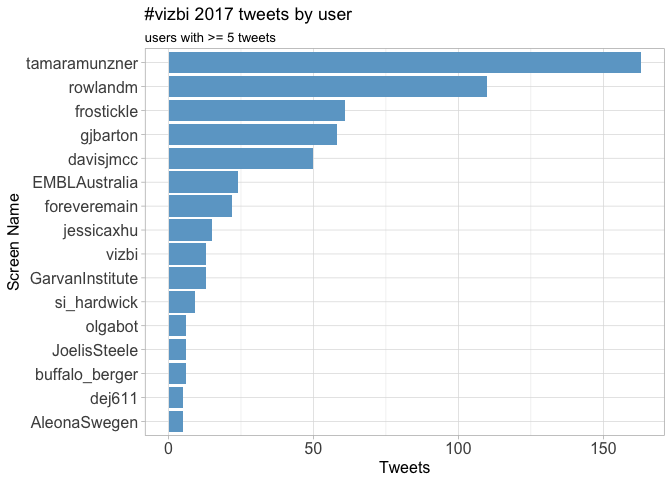 #vizbi 2017 tweets by user
users with >= 5 tweets
Screen Name
tamaramunzner
rowlandm
frostickle
gjbarton
davisjmcc
EMBLAustralia
foreveremain
jessicaxhu
vizbi
GarvanInstitute
si_hardwick
olgabot
JoelisSteele
buffalo_berger
dej611
AleonaSwegen
0 50 100 150
Tweets